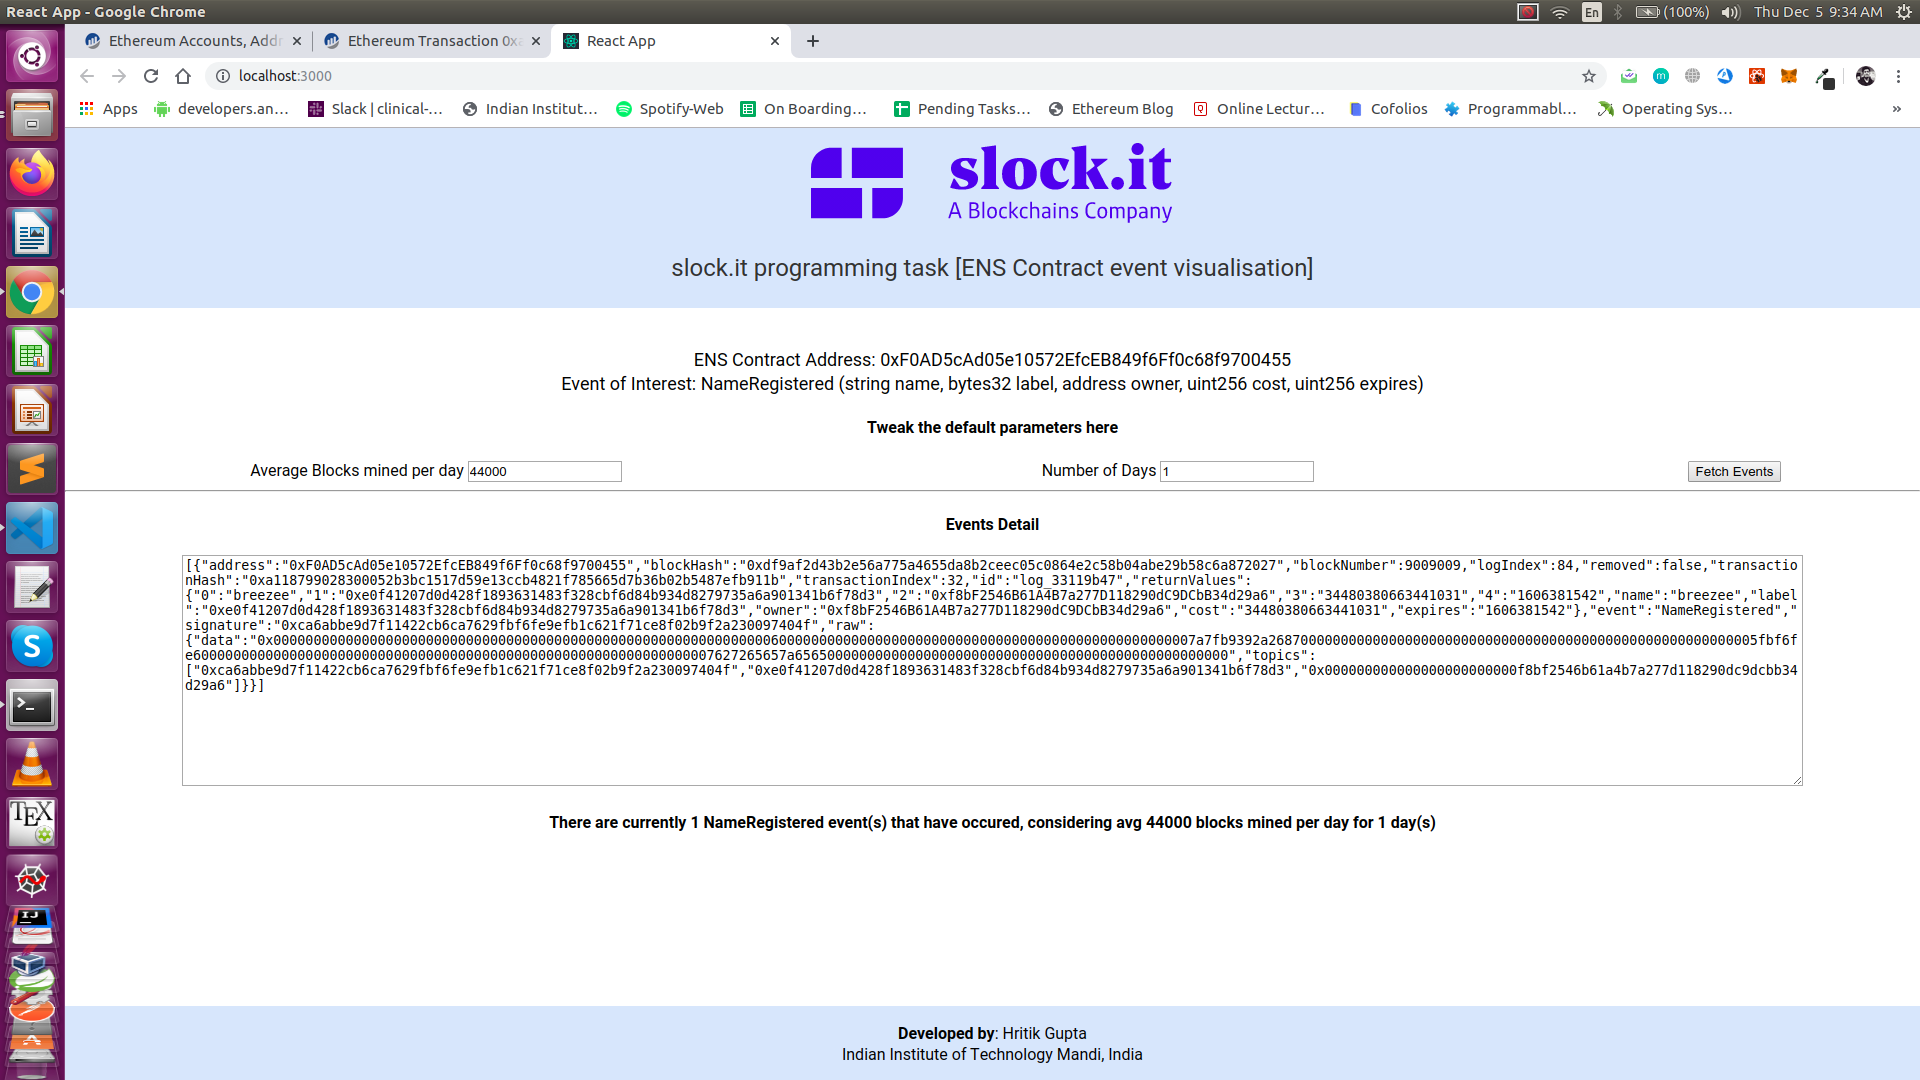 React App - Google Chrome
En
(100%)
Thu Dec 5 9:34 AM
Ethereum Accounts, Addr
Ethereum Transaction 0xa
React App
localhost:3000
Apps
developers.an...
Slack | clinical-...
Indian Institut...
Spotify-Web
On Boarding...
Pending Tasks...
Ethereum Blog
Online Lectur...
Cofolios
Programmabl...
Operating Sys...
slock.it
A Blockchains Company
slock.it programming task [ENS Contract event visualisation]
ENS Contract Address: 0xF0AD5cAd05e10572EfcEB849f6Ff0c68f9700455
Event of Interest: NameRegistered (string name, bytes32 label, address owner, uint256 cost, uint256 expires)
Tweak the default parameters here
Average Blocks mined per day 44000
Number of Days 1
Fetch Events
Events Detail
[{"address":"0xF0AD5cAd05e10572EfcEB849f6Ff0c68f9700455","blockHash":"0xdf9af2d43b2e56a775a4655da8b2ceec05c0864e2c58b04abe29b58c6a872027","blockNumber":9009009,"logIndex":84,"removed":false,"transactio
nHash":"0xa118799028300052b3bc1517d59e13ccb4821f785665d7b36b02b5487efb911b","transactionIndex":32,"id":"log_33119b47","returnValues":
{"0":"breezee","1":"0xe0f41207d0d428f1893631483f328cbf6d84b934d8279735a6a901341b6f78d3","2":"0xf8bF2546B61A4B7a277D118290dC9DCbB34d29a6","3":"34480380663441031","4":"1606381542","name":"breezee","label
":"0xe0f41207d0d428f1893631483f328cbf6d84b934d8279735a6a901341b6f78d3","owner":"0xf8bF2546B61A4B7a277D118290dC9DCbB34d29a6","cost":"34480380663441031","expires":"1606381542"},"event":"NameRegistered","
signature":"0xca6abbe9d7f11422cb6ca7629fbf6fe9efb1c621f71ce8f02b9f2a230097404f","raw":
{"data":
"topics":
["0xca6abbe9d7f11422cb6ca7629fbf6fe9efb1c621f71ce8f02b9f2a230097404f","0xe0f41207d0d428f1893631483f328cbf6d84b934d8279735a6a901341b6f78d3","0x000000000000000000000000f8bf2546b61a4b7a277d118290dc9dcbb34
d29a6"]}}]
There are currently 1 NameRegistered event(s) that have occured, considering avg 44000 blocks mined per day for 1 day(s)
Developed by: Hritik Gupta
Indian Institute of Technology Mandi, India